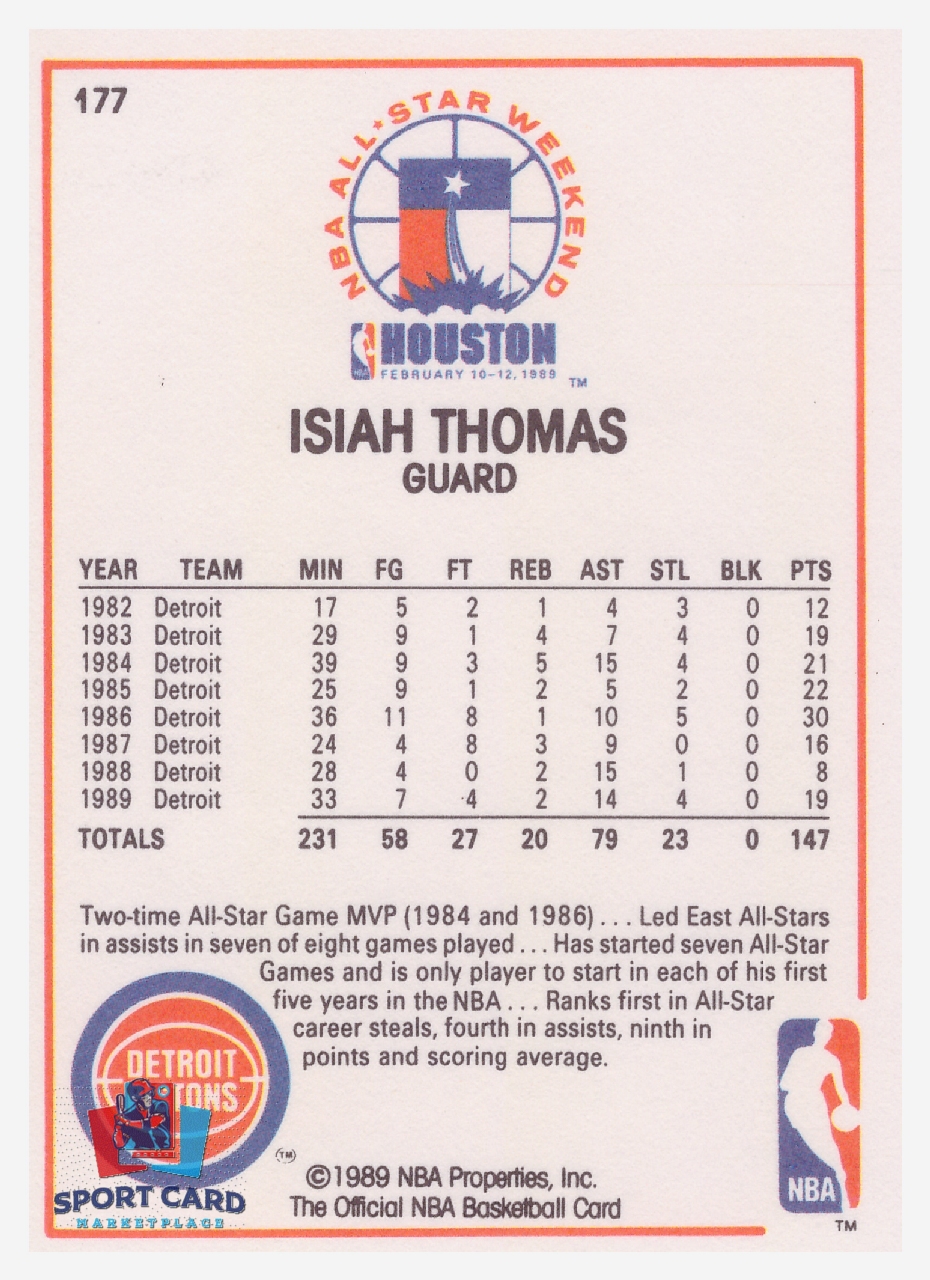 177
NBA ALL★STAR WEEKEND
NBA HOUSTON
FEBRUARY 10-12, 1989 TM
ISIAH THOMAS
GUARD
YEAR TEAM MIN FG FT REB AST STL BLK PTS
1982 Detroit 17 5 2 1 4 3 0 12
1983 Detroit 29 9 1 4 7 4 0 19
1984 Detroit 39 9 3 5 15 4 0 21
1985 Detroit 25 9 1 2 5 2 0 22
1986 Detroit 36 11 8 1 10 5 0 30
1987 Detroit 24 4 8 3 9 0 0 16
1988 Detroit 28 4 0 2 15 1 0 8
1989 Detroit 33 7 4 2 14 4 0 19
TOTALS 231 58 27 20 79 23 0 147
Two-time All-Star Game MVP (1984 and 1986) . . . Led East All-Stars
in assists in seven of eight games played . . . Has started seven All-Star
Games and is only player to start in each of his first
five years in the NBA . . . Ranks first in All-Star
career steals, fourth in assists, ninth in
points and scoring average.
DETROIT
TONS
TM
©1989 NBA Properties, Inc.
The Official NBA Basketball Card
NBA
TM
SPORT CARD
MARKETPLACE